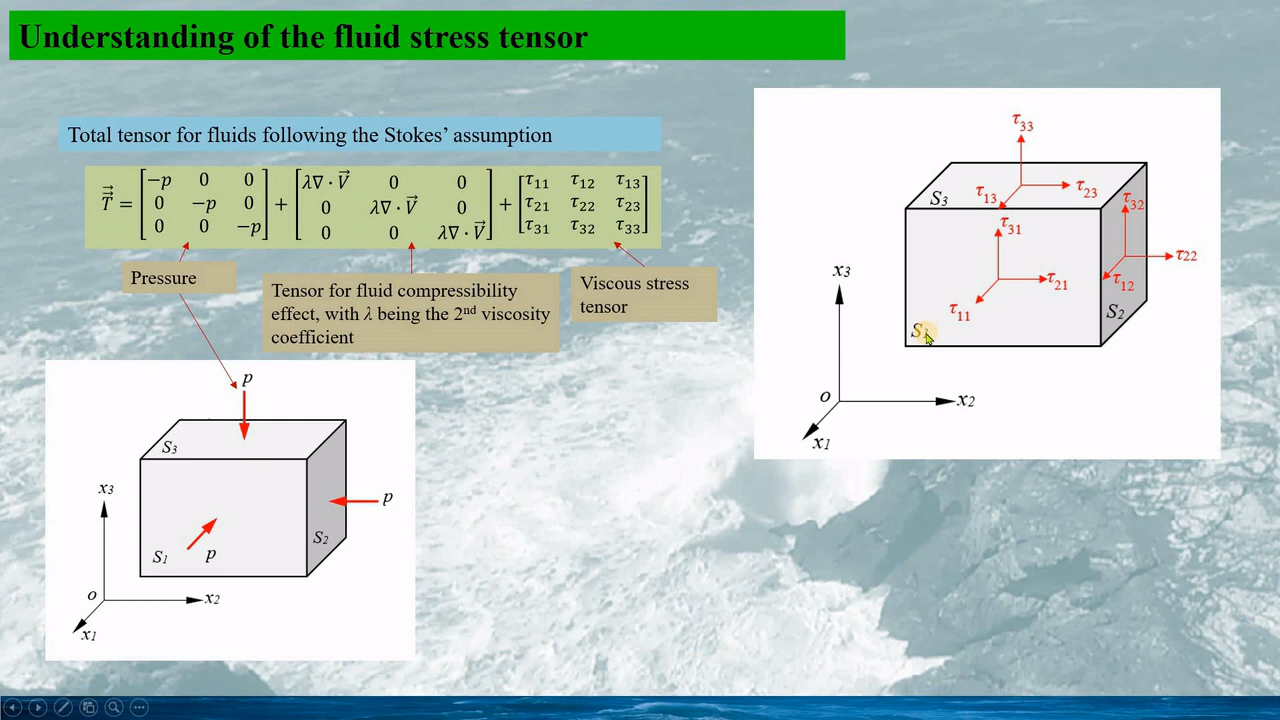 Understanding of the fluid stress tensor
Total tensor for fluids following the Stokes’ assumption
T⃗⃗ = [−p 0 0; 0 −p 0; 0 0 −p] + [λ∇ · V⃗ 0 0; 0 λ∇ · V⃗ 0; 0 0 λ∇ · V⃗] + [τ₁₁ τ₁₂ τ₁₃; τ₂₁ τ₂₂ τ₂₃; τ₃₁ τ₃₂ τ₃₃]
Pressure
Tensor for fluid compressibility
effect, with λ being the 2nd viscosity
coefficient
Viscous stress
tensor
p
S3
x3
p
S2
S1
p
o
x2
x1
τ33
S3
τ13
τ23
τ32
τ31
τ22
x3
τ21
τ12
τ11
S2
S1
o
x2
x1